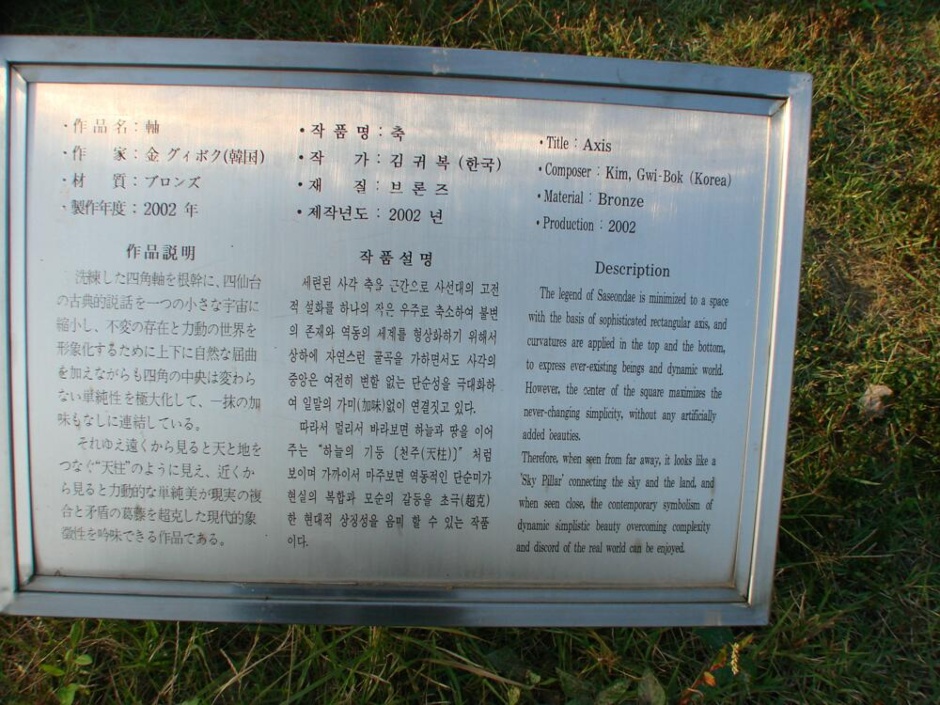 ・作品名：軸
・作　家：金グィボク(韓国)
・材　質：ブロンズ
・製作年度：2002 年
作品説明
洗練した四角軸を根幹に、四仙台
の古典的説話を一つの小さな宇宙に
縮小し、不変の存在と力動の世界を
形象化するために上下に自然な屈曲
を加えながらも四角の中央は変わら
ない単純性を極大化して、一抹の加
味もなしに連結している。
それゆえ遠くから見ると天と地を
つなぐ“天柱”のように見え、近くか
ら見ると力動的な単純美が現実の複
合と矛盾の葛藤を超克した現代的象
徴性を吟味できる作品である。
・작품명：축
・작　가：김귀복 (한국)
・재　질：브론즈
・제작년도：2002 년
작품설명
세련된 사각 축을 근간으로 사선대의 고전
적 설화를 하나의 작은 우주로 축소하여 불변
의 존재와 역동의 세계를 형상화하기 위해서
상하에 자연스런 굴곡을 가하면서도 사각의
중앙은 여전히 변함 없는 단순성을 극대화하
여 일말의 가미(加味)없이 연결짓고 있다.
따라서 멀리서 바라보면 하늘과 땅을 이어
주는 “하늘의 기둥 [천주(天柱)]” 처럼
보이며 가까이서 마주보면 역동적인 단순미가
현실의 복합과 모순의 갈등을 초극(超克)
한 현대적 상징성을 음미 할 수 있는 작품
이다.
・Title : Axis
・Composer : Kim, Gwi-Bok (Korea)
・Material : Bronze
・Production : 2002
Description
The legend of Saseondae is minimized to a space
with the basis of sophisticated rectangular axis, and
curvatures are applied in the top and the bottom,
to express ever-existing beings and dynamic world.
However, the center of the square maximizes the
never-changing simplicity, without any artificially
added beauties.
Therefore, when seen from far away, it looks like a
'Sky Pillar' connecting the sky and the land, and
when seen close, the contemporary symbolism of
dynamic simplistic beauty overcoming complexity
and discord of the real world can be enjoyed.